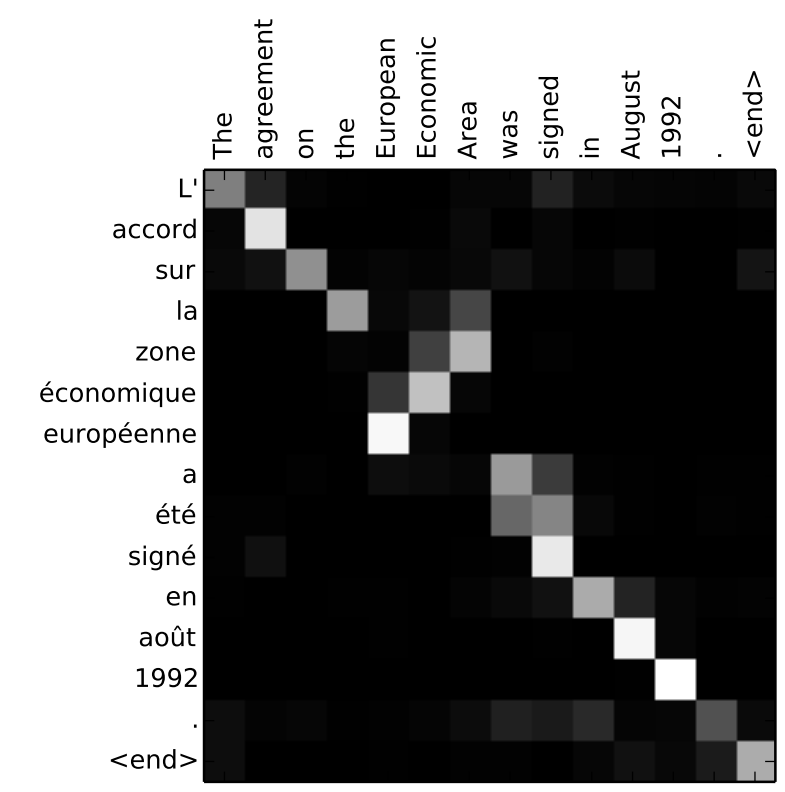 The agreement on the European Economic Area was signed in August 1992 . <end>
L'
accord
sur
la
zone
économique
européenne
a
été
signé
en
août
1992
.
<end>